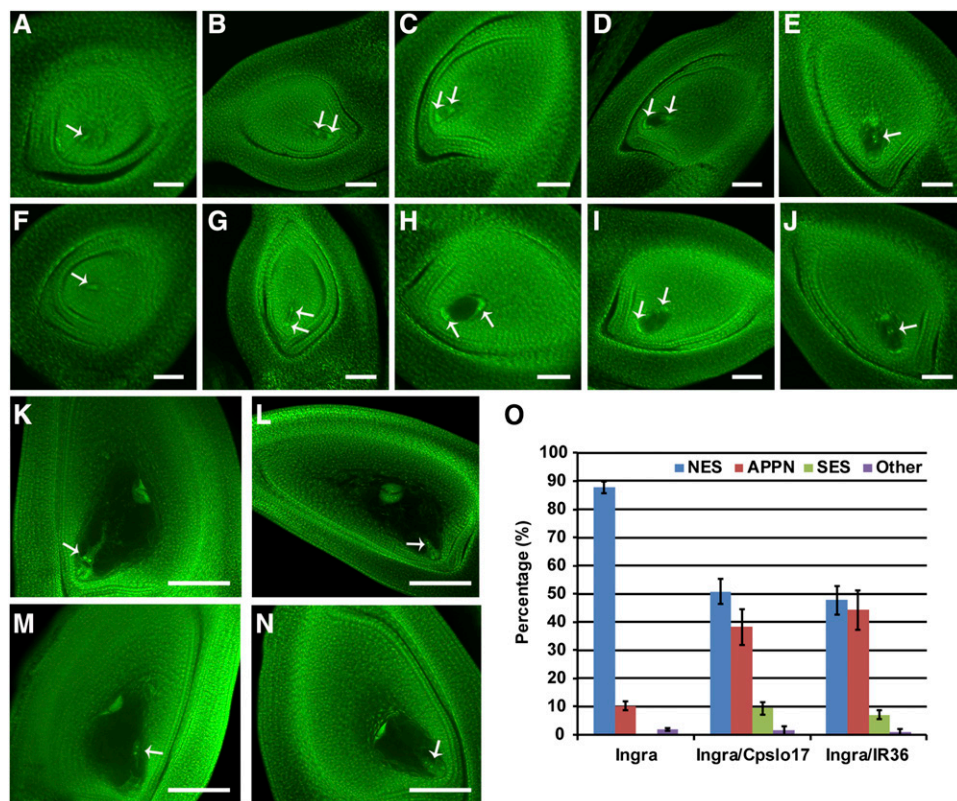 A B C D E
F G H I J
K L O
M N
100
90
80
70
60
50
40
30
20
10
0
Percentage (%)
NES APPN SES Other
Ingra Ingra/Cpslo17 Ingra/IR36